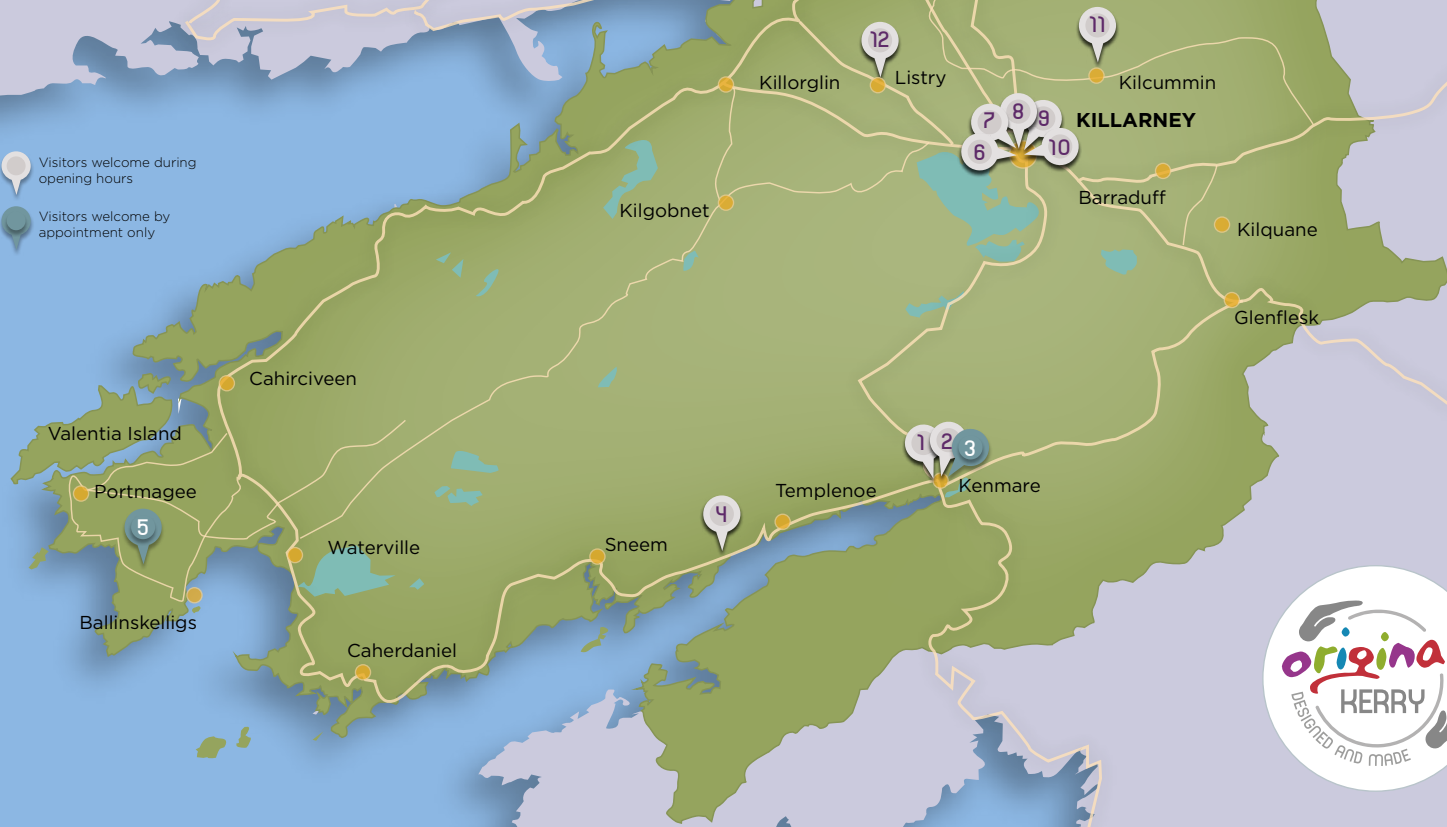 11
12
Killorglin
Listry
Kilcummin
7
8
9
KILLARNEY
6
10
Visitors welcome during
opening hours
Barraduff
Kilgobnet
Visitors welcome by
appointment only
Kilquane
Glenflesk
Cahirciveen
Valentia Island
1
2
3
Portmagee
Templenoe
Kenmare
4
5
Waterville
Sneem
Ballinskelligs
Caherdaniel
origina
KERRY
DESIGNED AND MADE